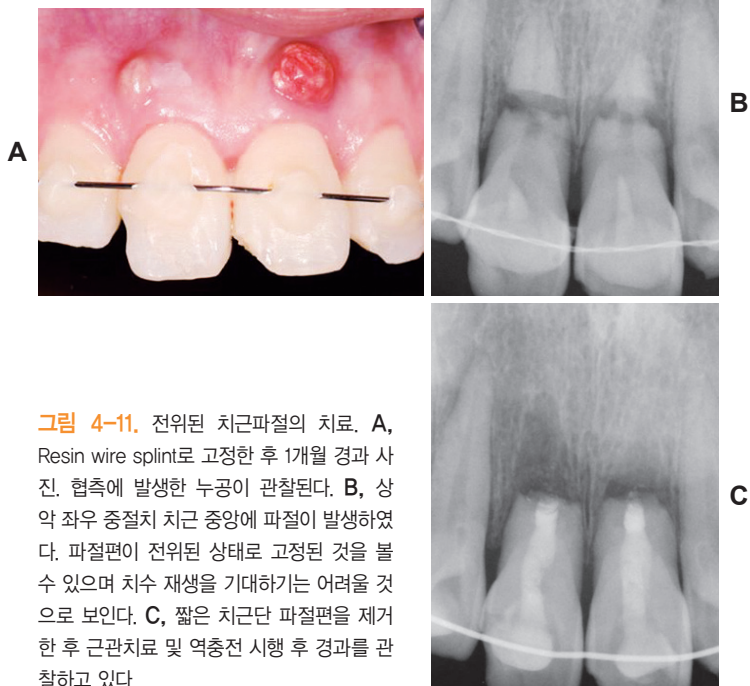 A
B
그림 4-11. 전위된 치근파절의 치료. A,
Resin wire splint로 고정한 후 1개월 경과 사
진. 협측에 발생한 누공이 관찰된다. B, 상
악 좌우 중절치 치근 중앙에 파절이 발생하였
다. 파절편이 전위된 상태로 고정된 것을 볼
수 있으며 치수 재생을 기대하기는 어려울 것
으로 보인다. C, 짧은 치근단 파절편을 제거
한 후 근관치료 및 역충전 시행 후 경과를 관
찰하고 있다
C